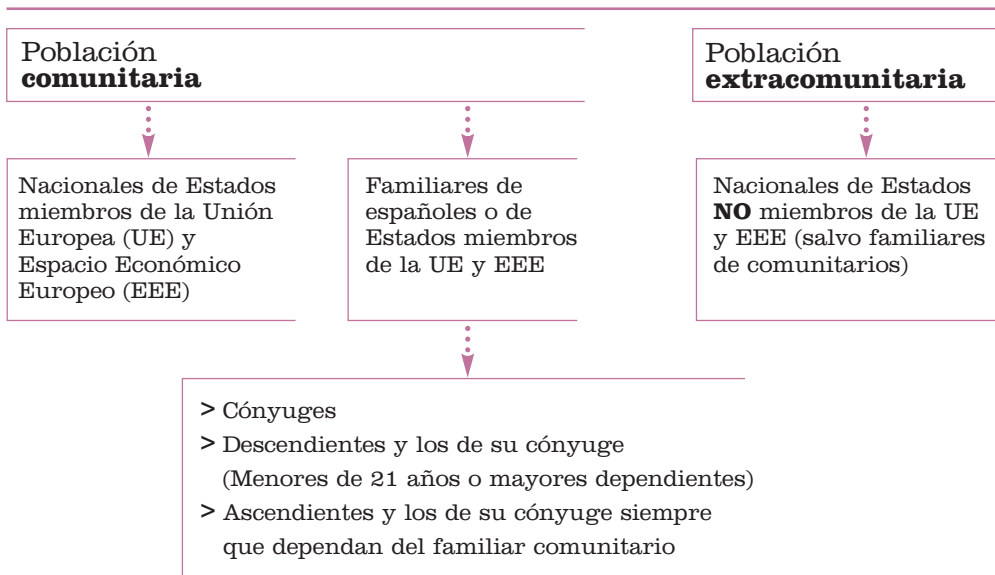 Población
comunitaria
Población
extracomunitaria
Nacionales de Estados
miembros de la Unión
Europea (UE) y
Espacio Económico
Europeo (EEE)
Familiares de
españoles o de
Estados miembros
de la UE y EEE
Nacionales de Estados
NO miembros de la UE
y EEE (salvo familiares
de comunitarios)
> Cónyuges
> Descendientes y los de su cónyuge
(Menores de 21 años o mayores dependientes)
> Ascendientes y los de su cónyuge siempre
que dependan del familiar comunitario